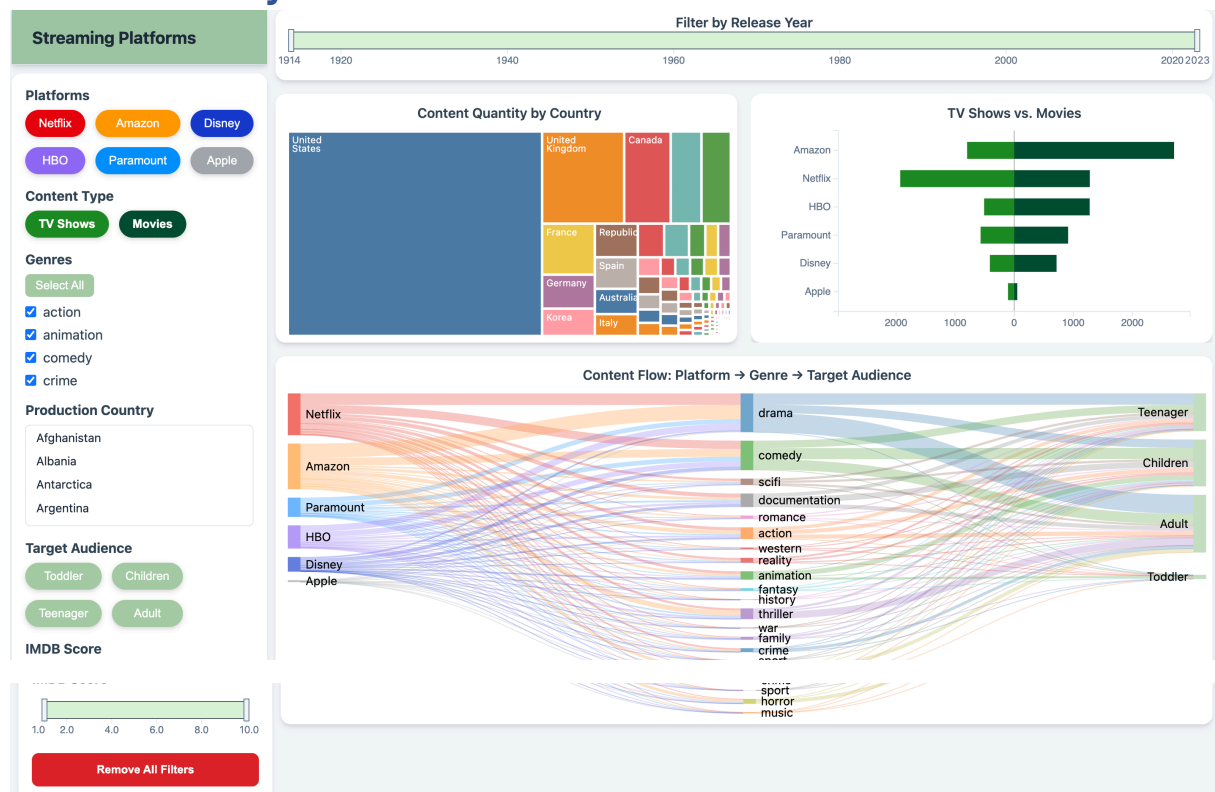 Streaming Platforms
Platforms
Netflix Amazon Disney
HBO Paramount Apple
Content Type
TV Shows Movies
Genres
Select All
action
animation
comedy
crime
Production Country
Afghanistan
Albania
Antarctica
Argentina
Target Audience
Toddler Children
Teenager Adult
IMDB Score
1.0 2.0 4.0 6.0 8.0 10.0
Remove All Filters
Filter by Release Year
1914 1920 1940 1960 1980 2000 2020 2023
Content Quantity by Country
United
States
United
Kingdom
Canada
France
Republic
Spain
Germany
Australia
Korea
Italy
TV Shows vs. Movies
Amazon
Netflix
HBO
Paramount
Disney
Apple
2000 1000 0 1000 2000
Content Flow: Platform → Genre → Target Audience
Netflix
Amazon
Paramount
HBO
Disney
Apple
drama
comedy
scifi
documentation
romance
action
western
reality
animation
fantasy
history
thriller
war
family
crime
sport
horror
music
Teenager
Children
Adult
Toddler